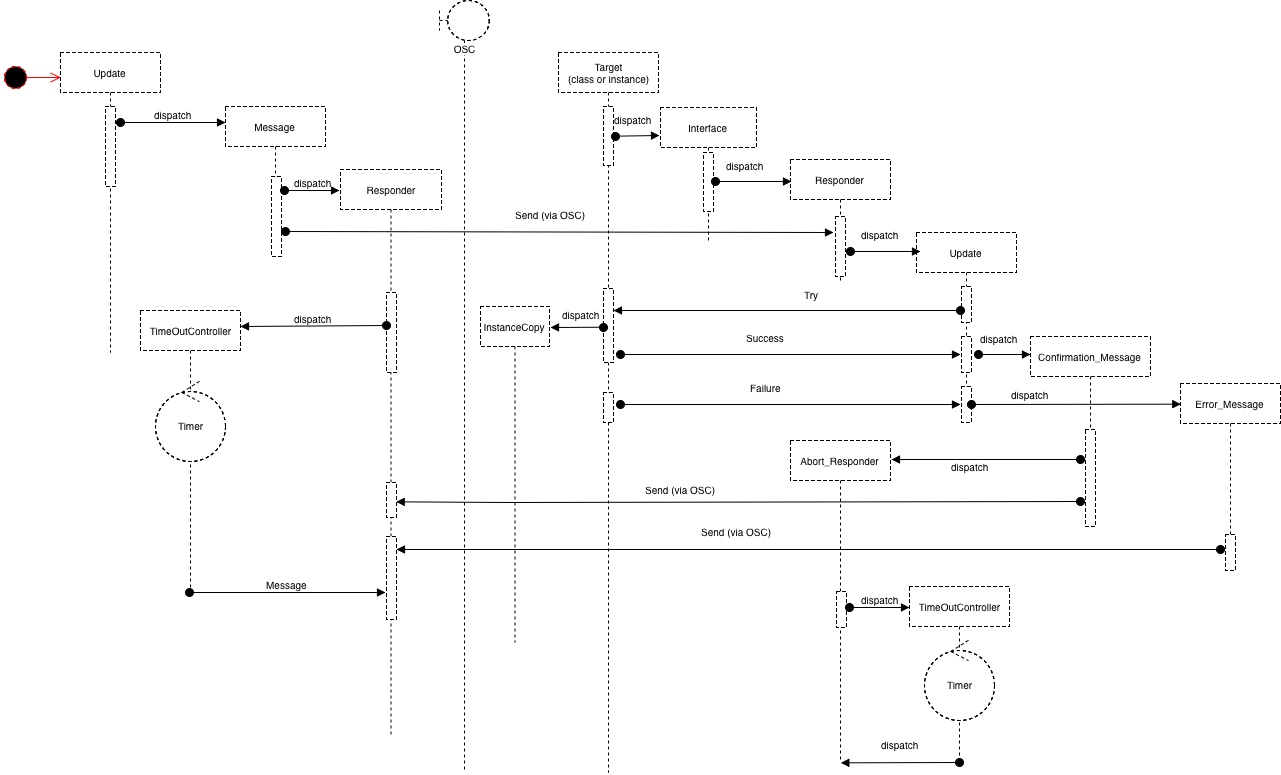 OSC
Update
Target
(class or instance)
dispatch
Message
dispatch
Interface
dispatch
Responder
dispatch
Responder
Send (via OSC)
dispatch
Update
Try
TimeOutController
dispatch
InstanceCopy
dispatch
Success
dispatch
Confirmation_Message
Failure
dispatch
Error_Message
Timer
Abort_Responder
dispatch
Send (via OSC)
Send (via OSC)
Message
dispatch
TimeOutController
Timer
dispatch